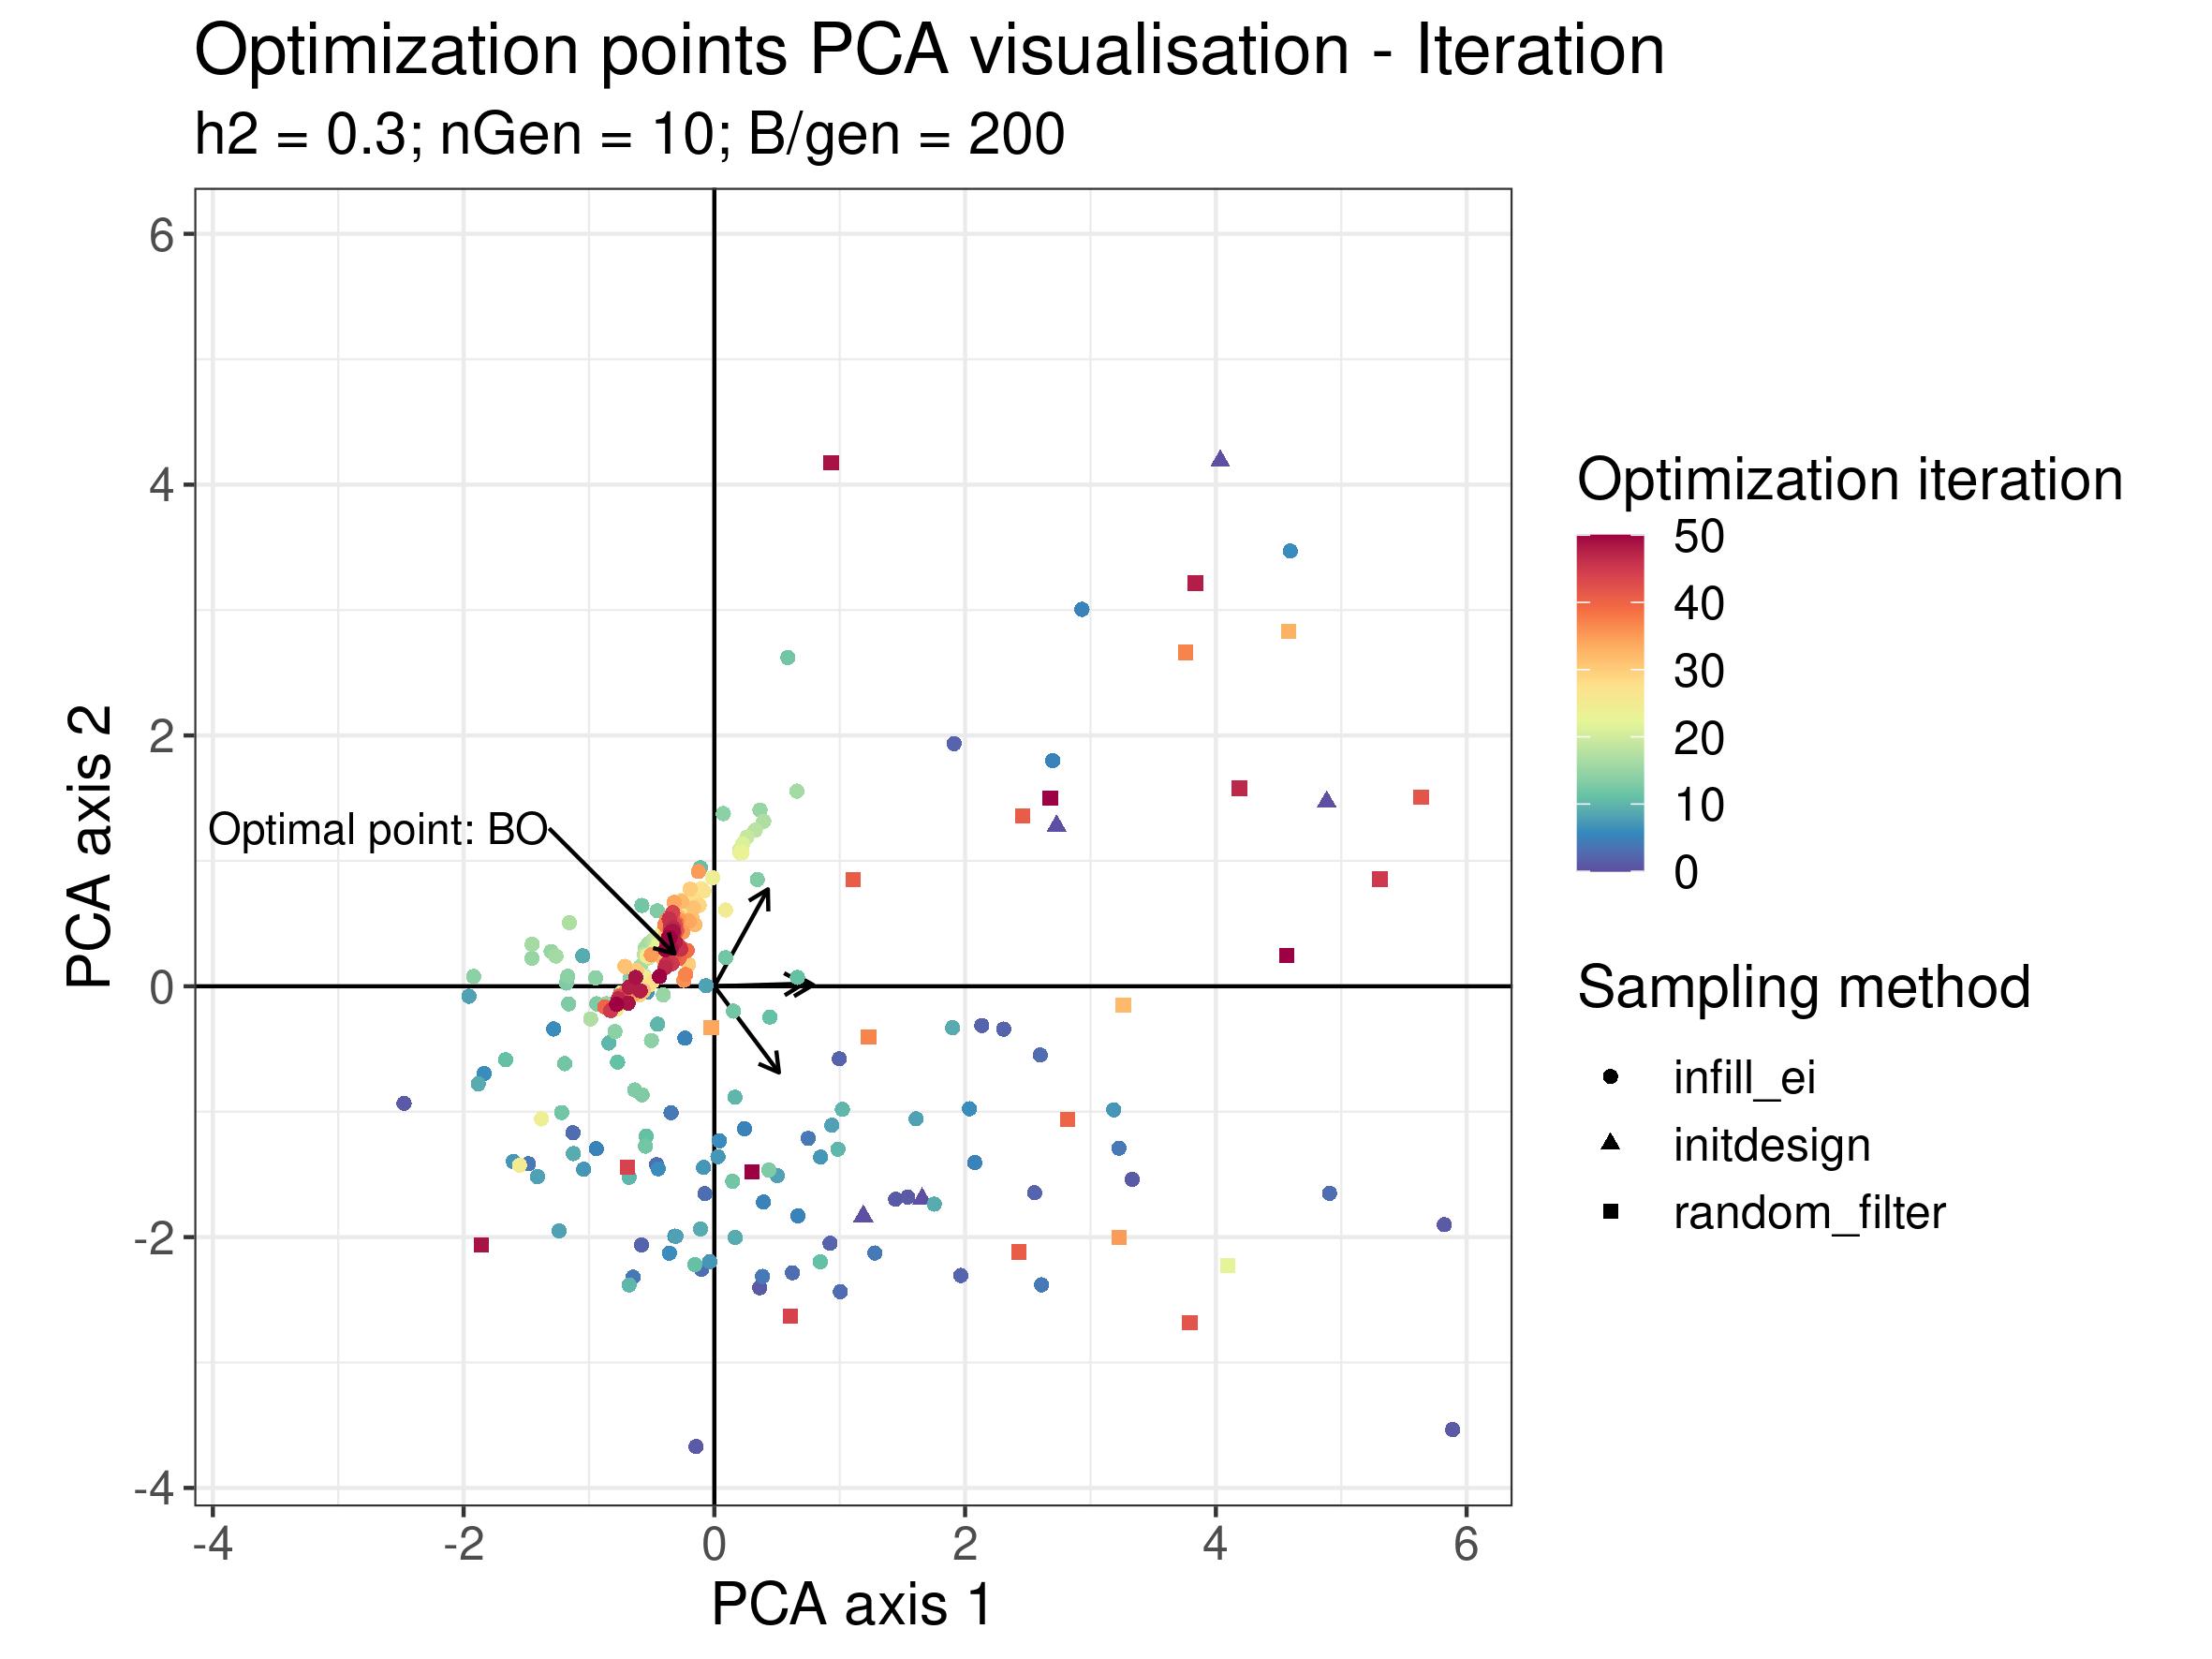 Optimization points PCA visualisation - Iteration
h2 = 0.3; nGen = 10; B/gen = 200
PCA axis 2
6
4
2
0
-2
-4
Optimal point: BO
-4
-2
0
2
4
6
PCA axis 1
Optimization iteration
50
40
30
20
10
0
Sampling method
infill_ei
initdesign
random_filter